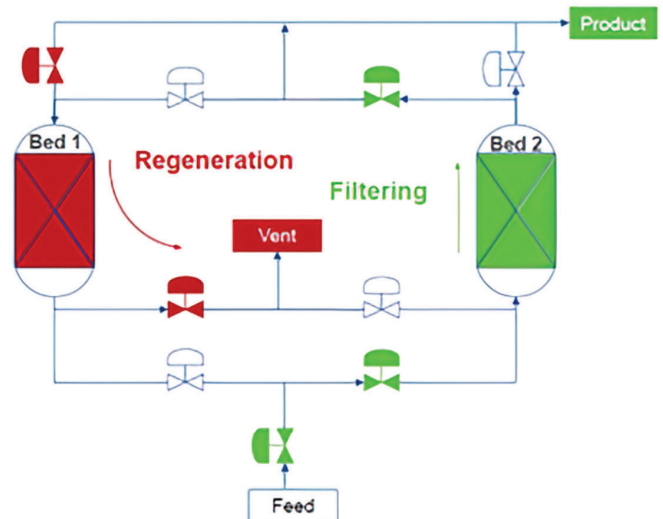 Product
Bed 1
Bed 2
Regeneration
Filtering
Vent
Feed